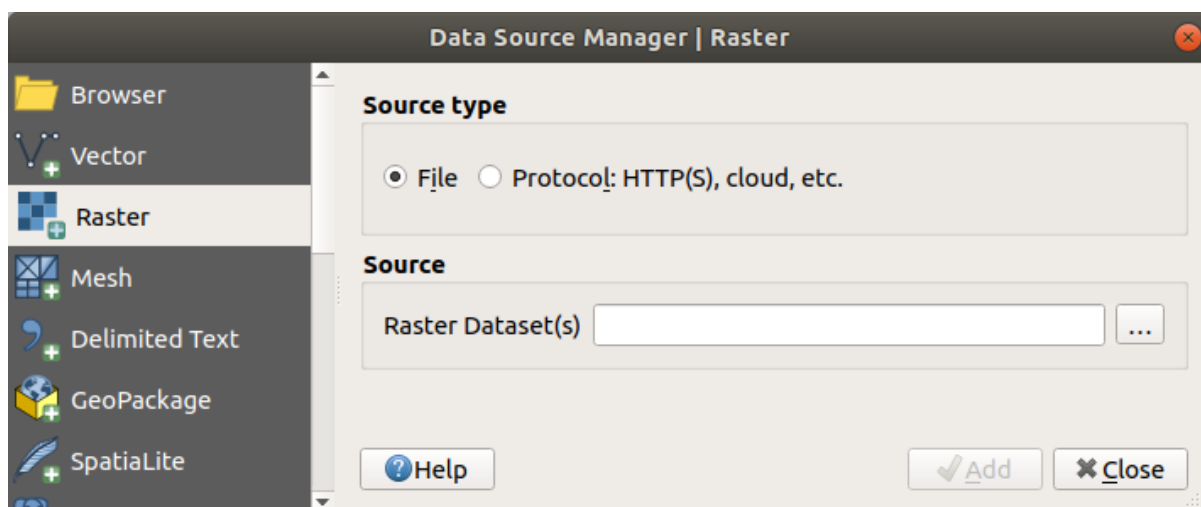 Data Source Manager | Raster
Browser
Vector
Raster
Mesh
Delimited Text
GeoPackage
SpatiaLite
Source type
File
Protocol: HTTP(S), cloud, etc.
Source
Raster Dataset(s)
...
Help
Add
Close